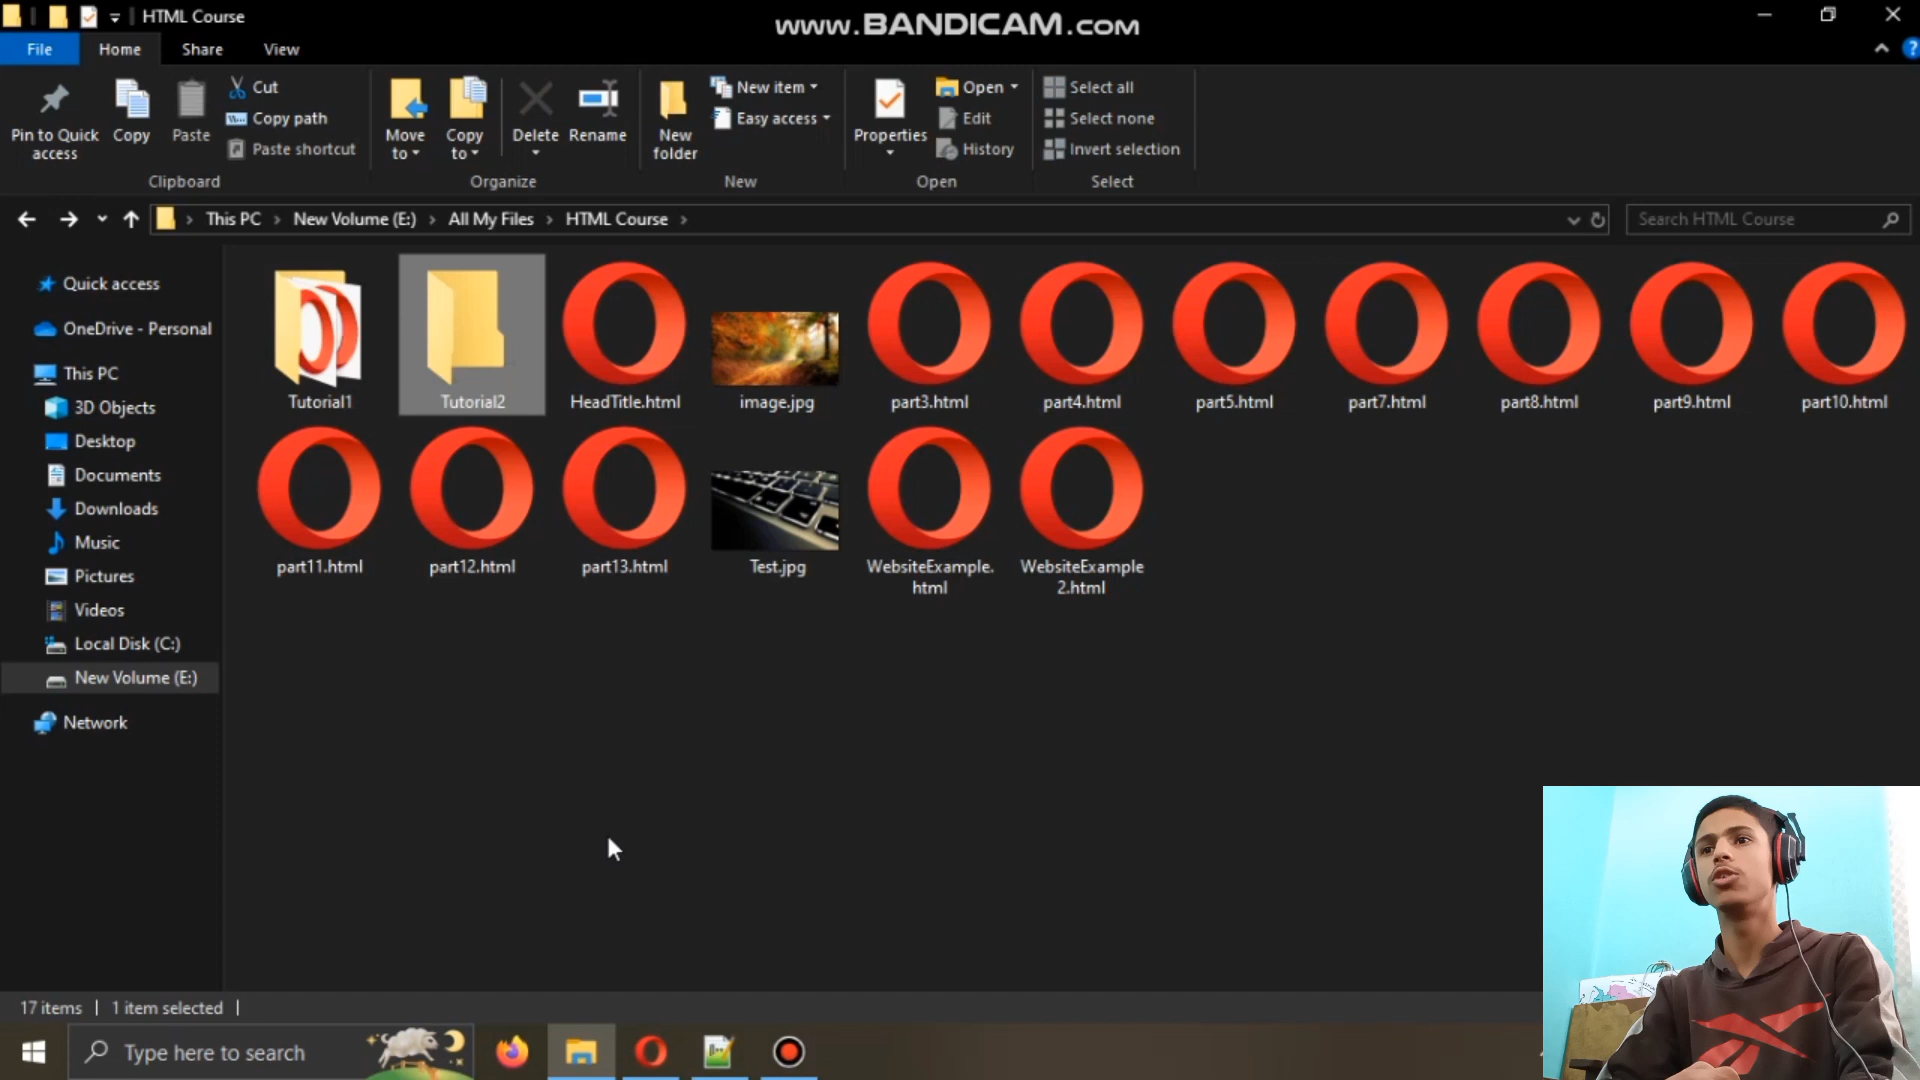 HTML Course
www.BANDICAM.com
File Home Share View
Pin to Quick access
Copy
Paste
Cut
Copy path
Paste shortcut
Move to
Copy to
Delete
Rename
New folder
New item
Easy access
Properties
Open
Edit
History
Select all
Select none
Invert selection
Clipboard Organize New Open Select
This PC New Volume (E:) All My Files HTML Course
Search HTML Course
Quick access
OneDrive - Personal
This PC
3D Objects
Desktop
Documents
Downloads
Music
Pictures
Videos
Local Disk (C:)
New Volume (E:)
Network
Tutorial1 Tutorial2 HeadTitle.html image.jpg part3.html part4.html part5.html part7.html part8.html part9.html part10.html
part11.html part12.html part13.html Test.jpg WebsiteExample.html WebsiteExample2.html
17 items 1 item selected
Type here to search